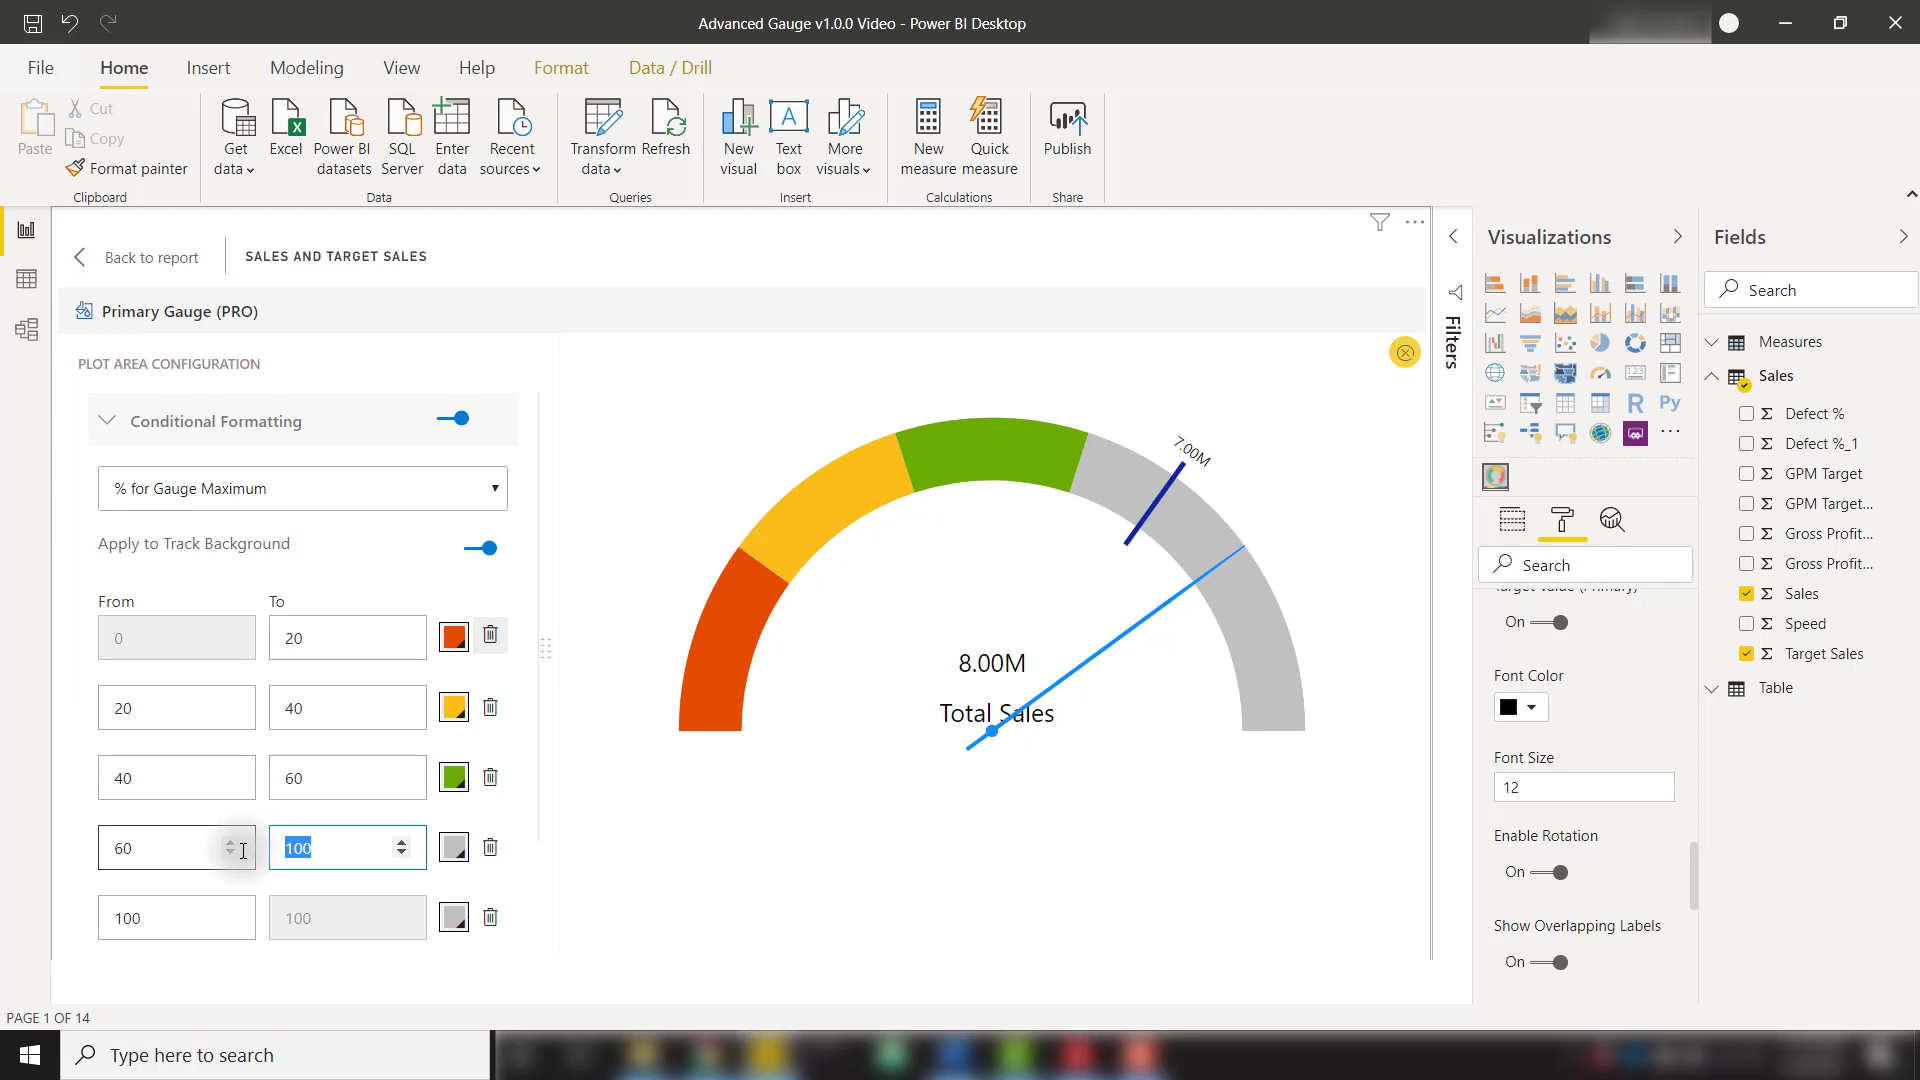 Advanced Gauge v1.0.0 Video - Power BI Desktop
File Home Insert Modeling View Help Format Data / Drill
Paste
Cut
Copy
Format painter
Clipboard
Get data
Excel
Power BI datasets
SQL Server
Enter data
Recent sources
Data
Transform data
Refresh
Queries
New visual
Text box
More visuals
Insert
New measure
Quick measure
Calculations
Publish
Share
Back to report
SALES AND TARGET SALES
Primary Gauge (PRO)
PLOT AREA CONFIGURATION
Conditional Formatting
% for Gauge Maximum
Apply to Track Background
From To
0 20
20 40
40 60
60 100
100 100
7.00M
8.00M
Total Sales
Filters
Visualizations
123
R Py
Search
Target Value (Primary)
On
Font Color
Font Size
12
Enable Rotation
On
Show Overlapping Labels
On
Fields
Search
Measures
Sales
Σ Defect %
Σ Defect %_1
Σ GPM Target
Σ GPM Target...
Σ Gross Profit...
Σ Gross Profit...
Σ Sales
Σ Speed
Σ Target Sales
Table
PAGE 1 OF 14
Type here to search